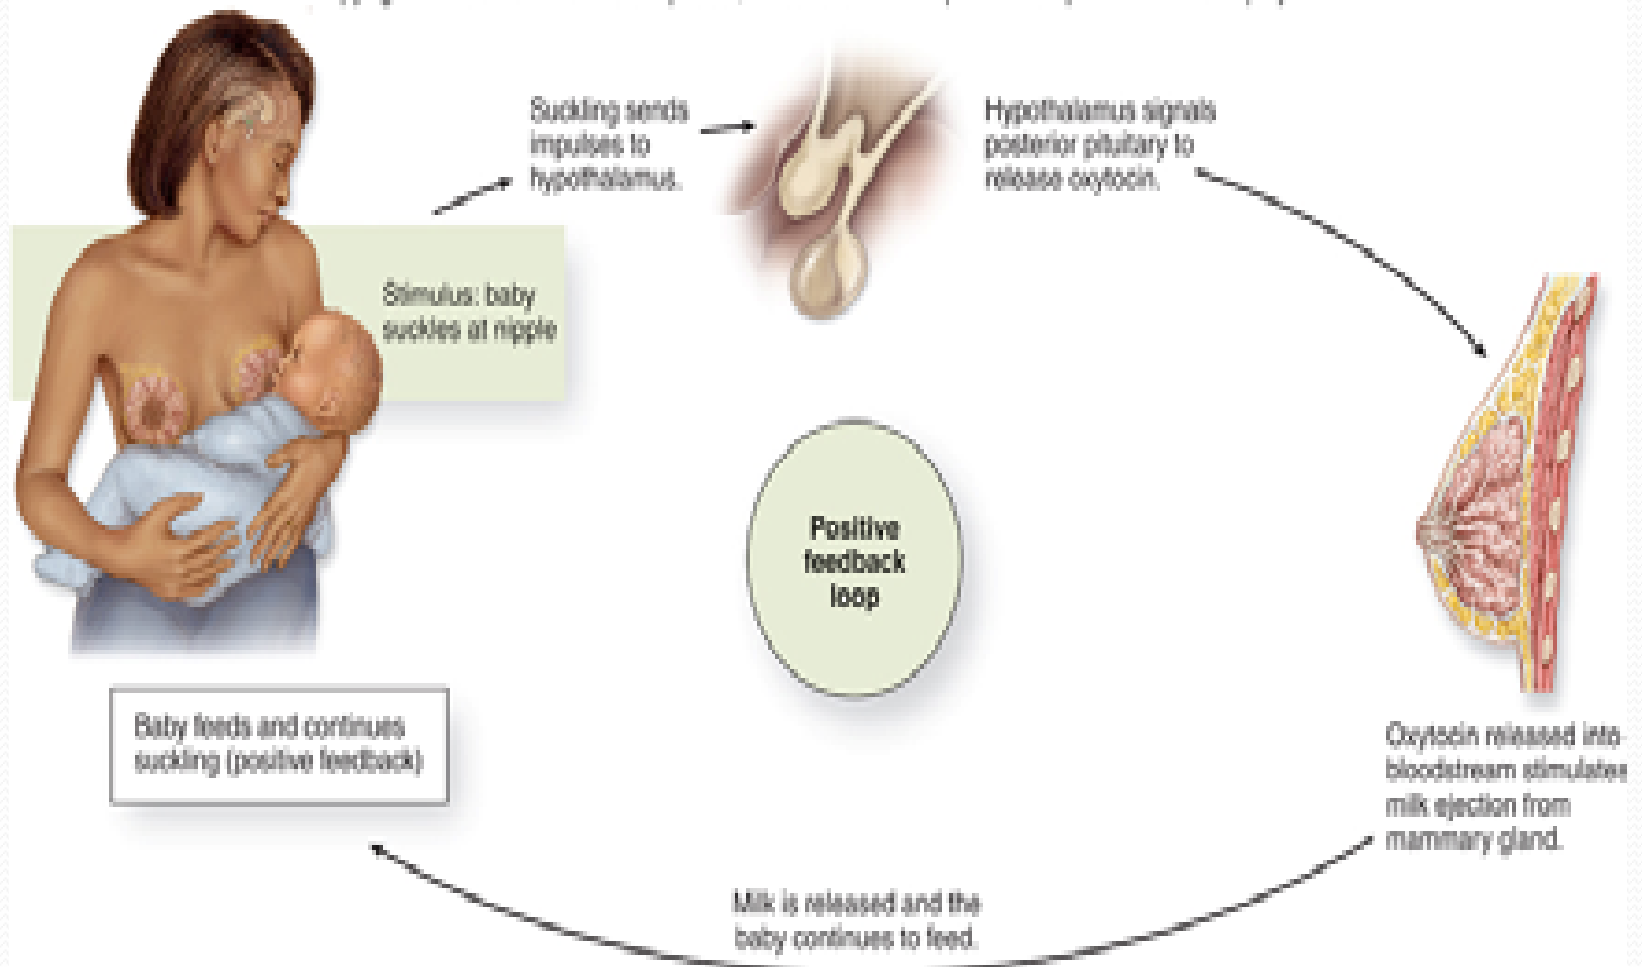 Suckling sends
impulses to
hypothalamus.
Hypothalamus signals
posterior pituitary to
release oxytocin.
Stimulus: baby
suckles at nipple
Positive
feedback
loop
Baby feeds and continues
suckling (positive feedback)
Oxytocin released into
bloodstream stimulates
milk ejection from
mammary gland.
Milk is released and the
baby continues to feed.